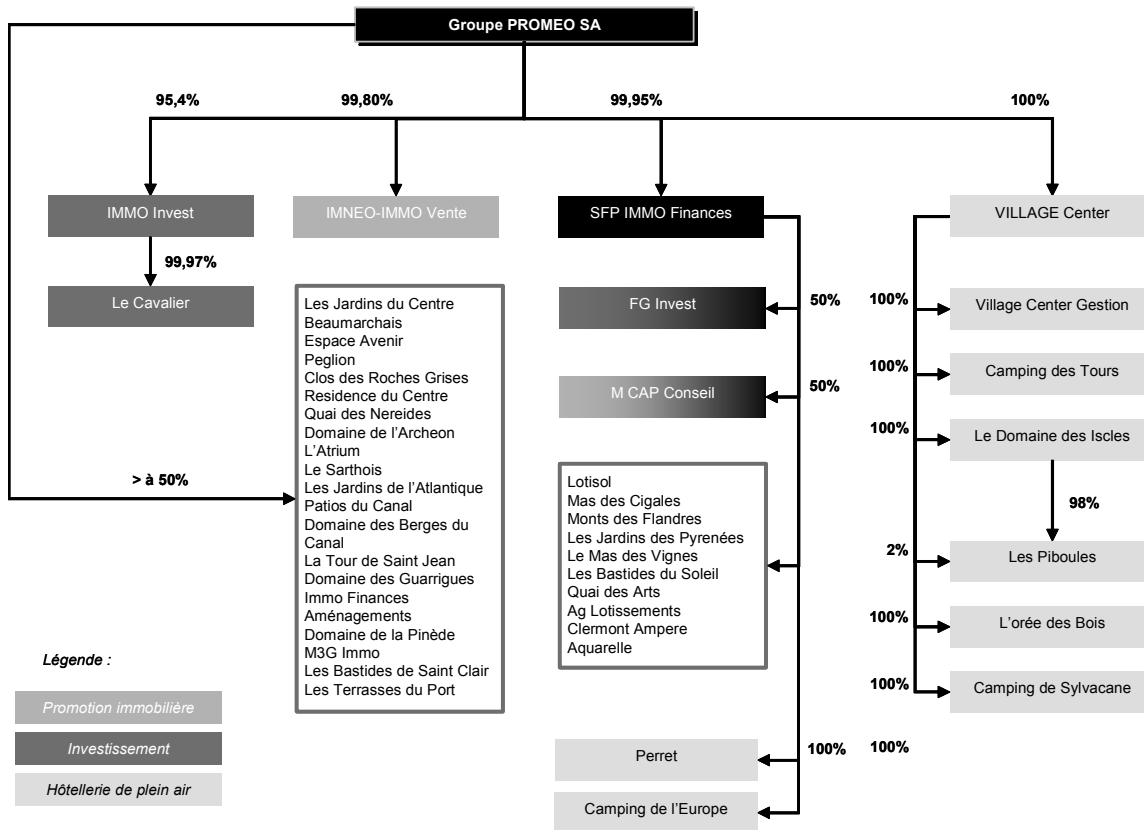 Groupe PROMEO SA
95,4%
99,80%
99,95%
100%
IMMO Invest
IMNEO-IMMO Vente
SFP IMMO Finances
VILLAGE Center
99,97%
Le Cavalier
Les Jardins du Centre
Beaumarchais
Espace Avenir
Peglion
Clos des Roches Grises
Residence du Centre
Quai des Nereides
Domaine de l'Archeon
L'Atrium
Le Sarthois
Les Jardins de l'Atlantique
Patios du Canal
Domaine des Berges du
Canal
La Tour de Saint Jean
Domaine des Guarrigues
Immo Finances
Aménagements
Domaine de la Pinède
M3G Immo
Les Bastides de Saint Clair
Les Terrasses du Port
> à 50%
FG Invest
50%
M CAP Conseil
50%
Lotisol
Mas des Cigales
Monts des Flandres
Les Jardins des Pyrenées
Le Mas des Vignes
Les Bastides du Soleil
Quai des Arts
Ag Lotissements
Clermont Ampere
Aquarelle
Perret
100%
100%
Camping de l'Europe
100%
Village Center Gestion
100%
Camping des Tours
100%
Le Domaine des Iscles
98%
2%
Les Piboules
100%
L'orée des Bois
100%
Camping de Sylvacane
Légende :
Promotion immobilière
Investissement
Hôtellerie de plein air